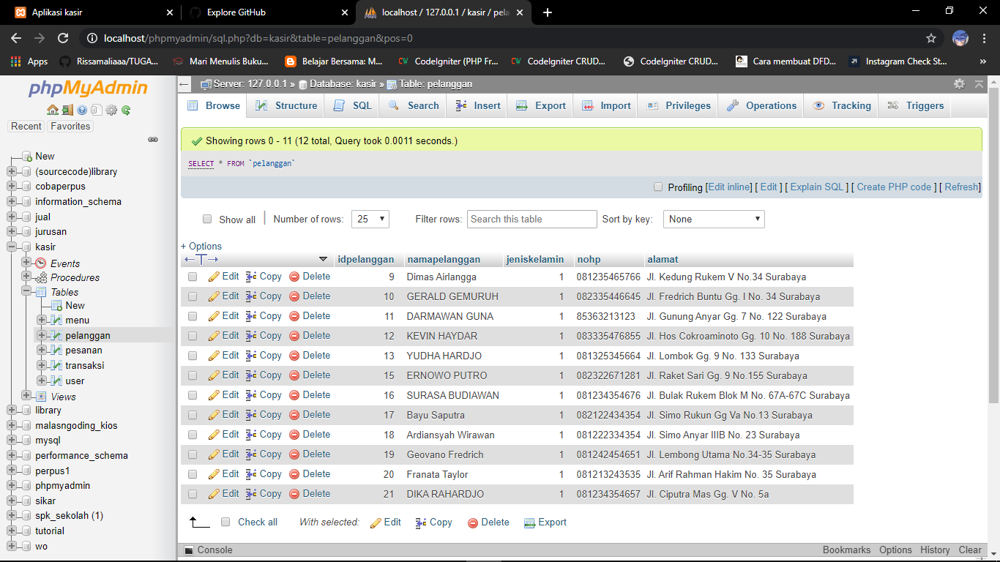 Aplikasi kasir
Explore GitHub
localhost / 127.0.0.1 / kasir / pela
localhost/phpmyadmin/sql.php?db=kasir&table=pelanggan&pos=0
Apps Rissamaliaaa/TUGA... Mari Menulis Buku... Belajar Bersama: M... CodeIgniter (PHP Fr... CodeIgniter CRUD... CodeIgniter CRUD... Cara membuat DFD... Instagram Check St... »
phpMyAdmin
Recent Favorites
New
(sourcecode)library
cobaperpus
information_schema
jual
jurusan
kasir
Events
Procedures
Tables
New
menu
pelanggan
pesanan
transaksi
user
Views
library
malasngoding_kios
mysql
performance_schema
perpus1
phpmyadmin
sikar
spk_sekolah (1)
tutorial
wo
Server: 127.0.0.1 » Database: kasir » Table: pelanggan
Browse Structure SQL Search Insert Export Import Privileges Operations Tracking Triggers
Showing rows 0 - 11 (12 total, Query took 0.0011 seconds.)
SELECT * FROM `pelanggan`
Profiling [Edit inline] [ Edit ] [ Explain SQL ] [ Create PHP code ] [ Refresh]
Show all Number of rows: 25 Filter rows: Search this table Sort by key: None
+ Options
idpelanggan namapelanggan jeniskelamin nohp alamat
Edit Copy Delete 9 Dimas Airlangga 1 081235465766 Jl. Kedung Rukem V No.34 Surabaya
Edit Copy Delete 10 GERALD GEMURUH 1 082335446645 Jl. Fredrich Buntu Gg. I No. 34 Surabaya
Edit Copy Delete 11 DARMAWAN GUNA 1 85363213123 Jl. Gunung Anyar Gg. 7 No. 122 Surabaya
Edit Copy Delete 12 KEVIN HAYDAR 1 083335476855 Jl. Hos Cokroaminoto Gg. 10 No. 188 Surabaya
Edit Copy Delete 13 YUDHA HARDJO 1 081325345664 Jl. Lombok Gg. 9 No. 133 Surabaya
Edit Copy Delete 15 ERNOWO PUTRO 1 082322671281 Jl. Raket Sari Gg. 9 No.155 Surabaya
Edit Copy Delete 16 SURASA BUDIAWAN 1 081234354676 Jl. Bulak Rukem Blok M No. 67A-67C Surabaya
Edit Copy Delete 17 Bayu Saputra 1 082122434354 Jl. Simo Rukun Gg Va No.13 Surabaya
Edit Copy Delete 18 Ardiansyah Wirawan 1 081222334354 Jl. Simo Anyar IIIB No. 23 Surabaya
Edit Copy Delete 19 Geovano Fredrich 1 081242454651 Jl. Lembong Utama No.34-35 Surabaya
Edit Copy Delete 20 Franata Taylor 1 081213243535 Jl. Arif Rahman Hakim No. 35 Surabaya
Edit Copy Delete 21 DIKA RAHARDJO 1 081234354657 Jl. Ciputra Mas Gg. V No. 5a
Check all With selected: Edit Copy Delete Export
Console Bookmarks Options History Clear